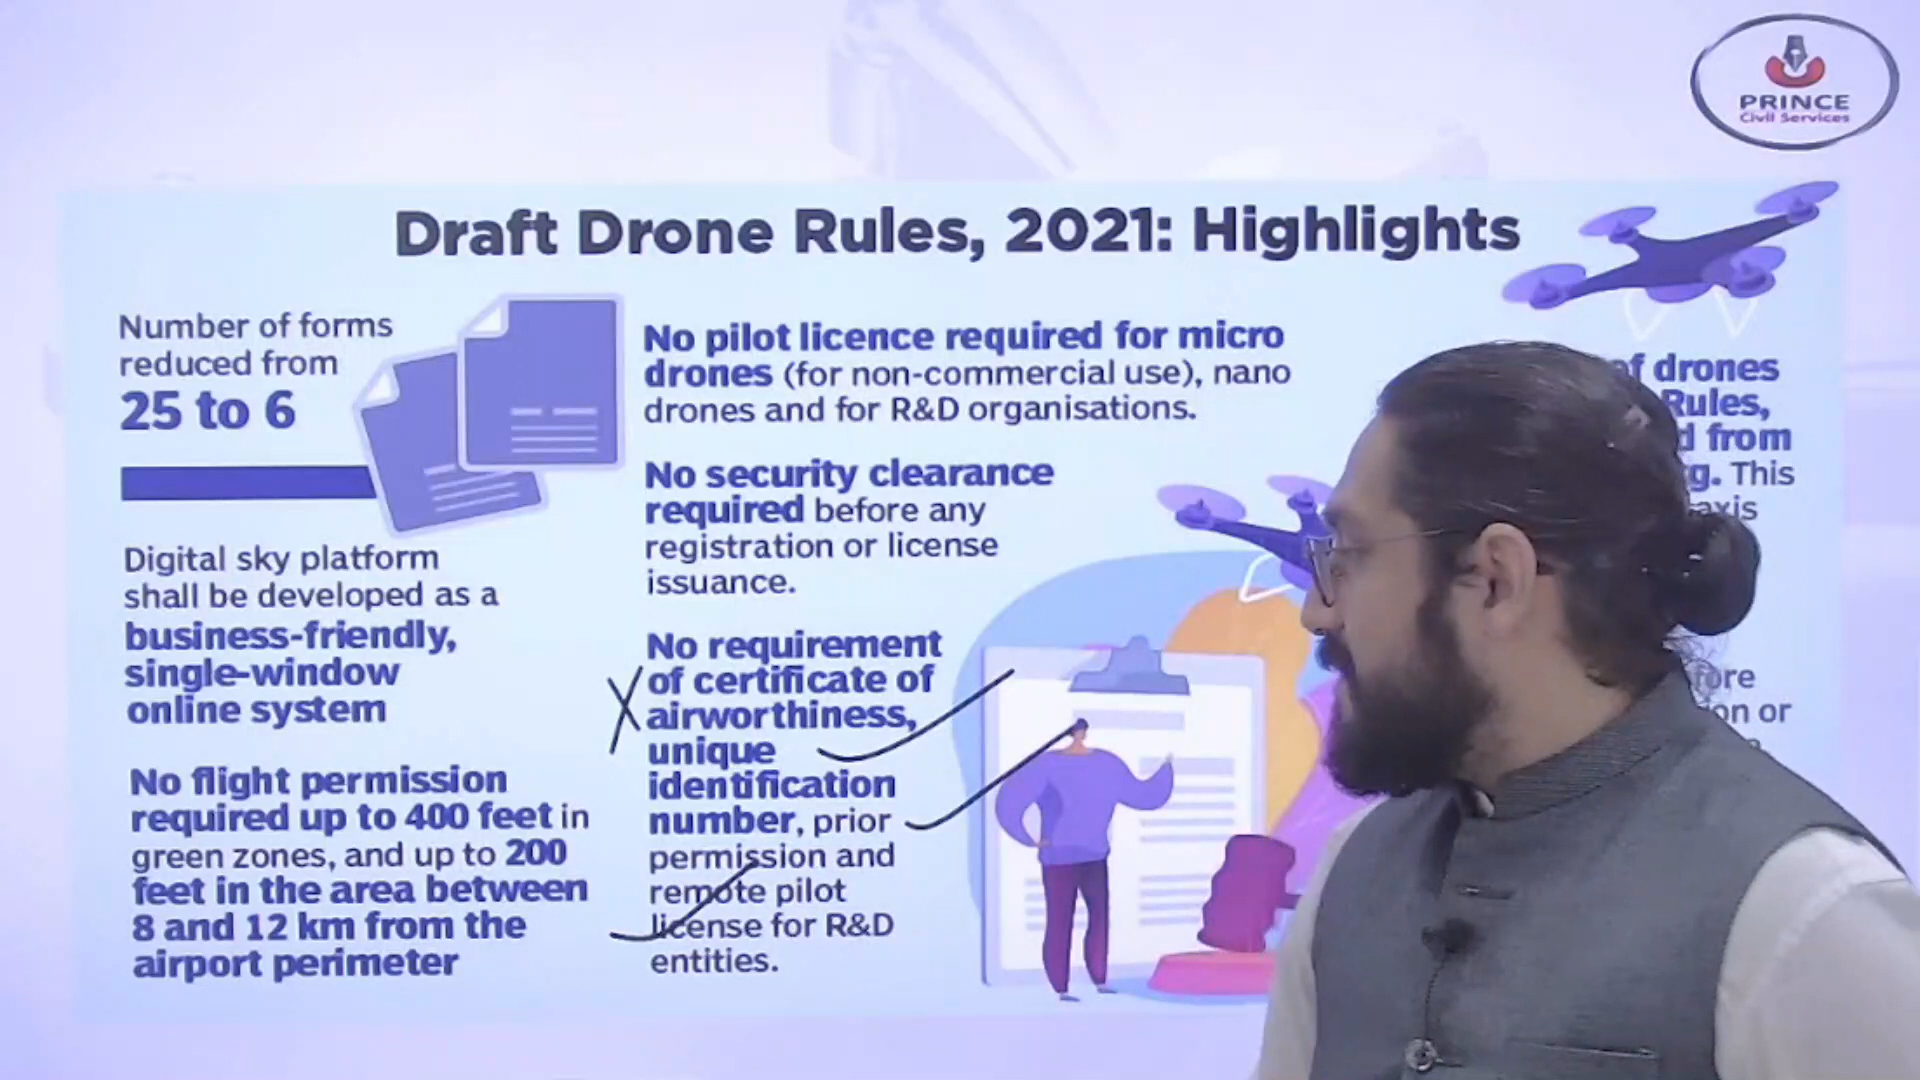 PRINCE
Civil Services
Draft Drone Rules, 2021: Highlights
Number of forms
reduced from
25 to 6
Digital sky platform
shall be developed as a
business-friendly,
single-window
online system
No flight permission
required up to 400 feet in
green zones, and up to 200
feet in the area between
8 and 12 km from the
airport perimeter
No pilot licence required for micro
drones (for non-commercial use), nano
drones and for R&D organisations.
No security clearance
required before any
registration or license
issuance.
No requirement
of certificate of
airworthiness,
unique
identification
number, prior
permission and
remote pilot
license for R&D
entities.
of drones
Rules,
from
This
or